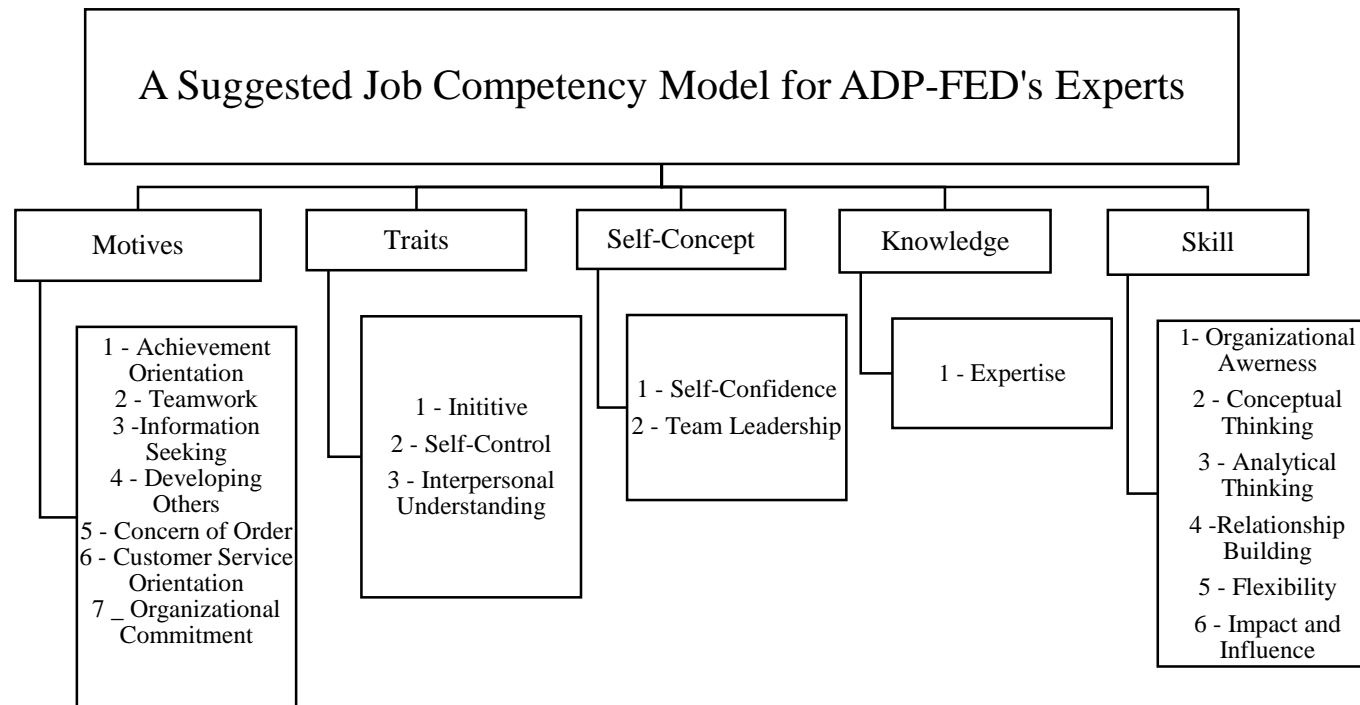 A Suggested Job Competency Model for ADP-FED's Experts
Motives
1 - Achievement
Orientation
2 - Teamwork
3 -Information
Seeking
4 - Developing
Others
5 - Concern of Order
6 - Customer Service
Orientation
7 _ Organizational
Commitment
Traits
1 - Inititive
2 - Self-Control
3 - Interpersonal
Understanding
Self-Concept
1 - Self-Confidence
2 - Team Leadership
Knowledge
1 - Expertise
Skill
1- Organizational
Awerness
2 - Conceptual
Thinking
3 - Analytical
Thinking
4 -Relationship
Building
5 - Flexibility
6 - Impact and
Influence